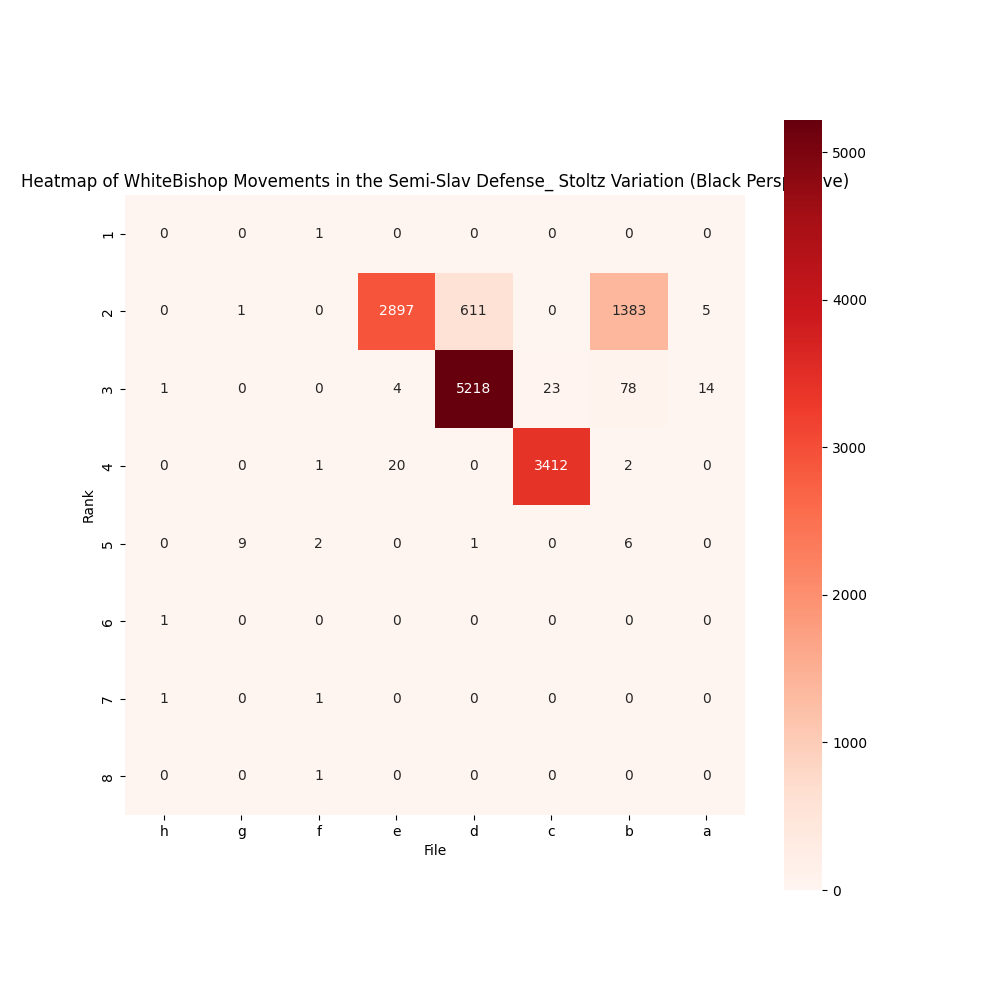 Heatmap of WhiteBishop Movements in the Semi-Slav Defense_ Stoltz Variation (Black Pers ve)
5000
1 0 0 1 0 0 0 0 0
2 0 1 0 2897 611 0 1383 5
4000
3 1 0 0 4 5218 23 78 14
3000
4 0 0 1 20 0 3412 2 0
Rank
5 0 9 2 0 1 0 6 0
2000
6 1 0 0 0 0 0 0 0
7 1 0 1 0 0 0 0 0
1000
8 0 0 1 0 0 0 0 0
h g f e d c b a
File
0